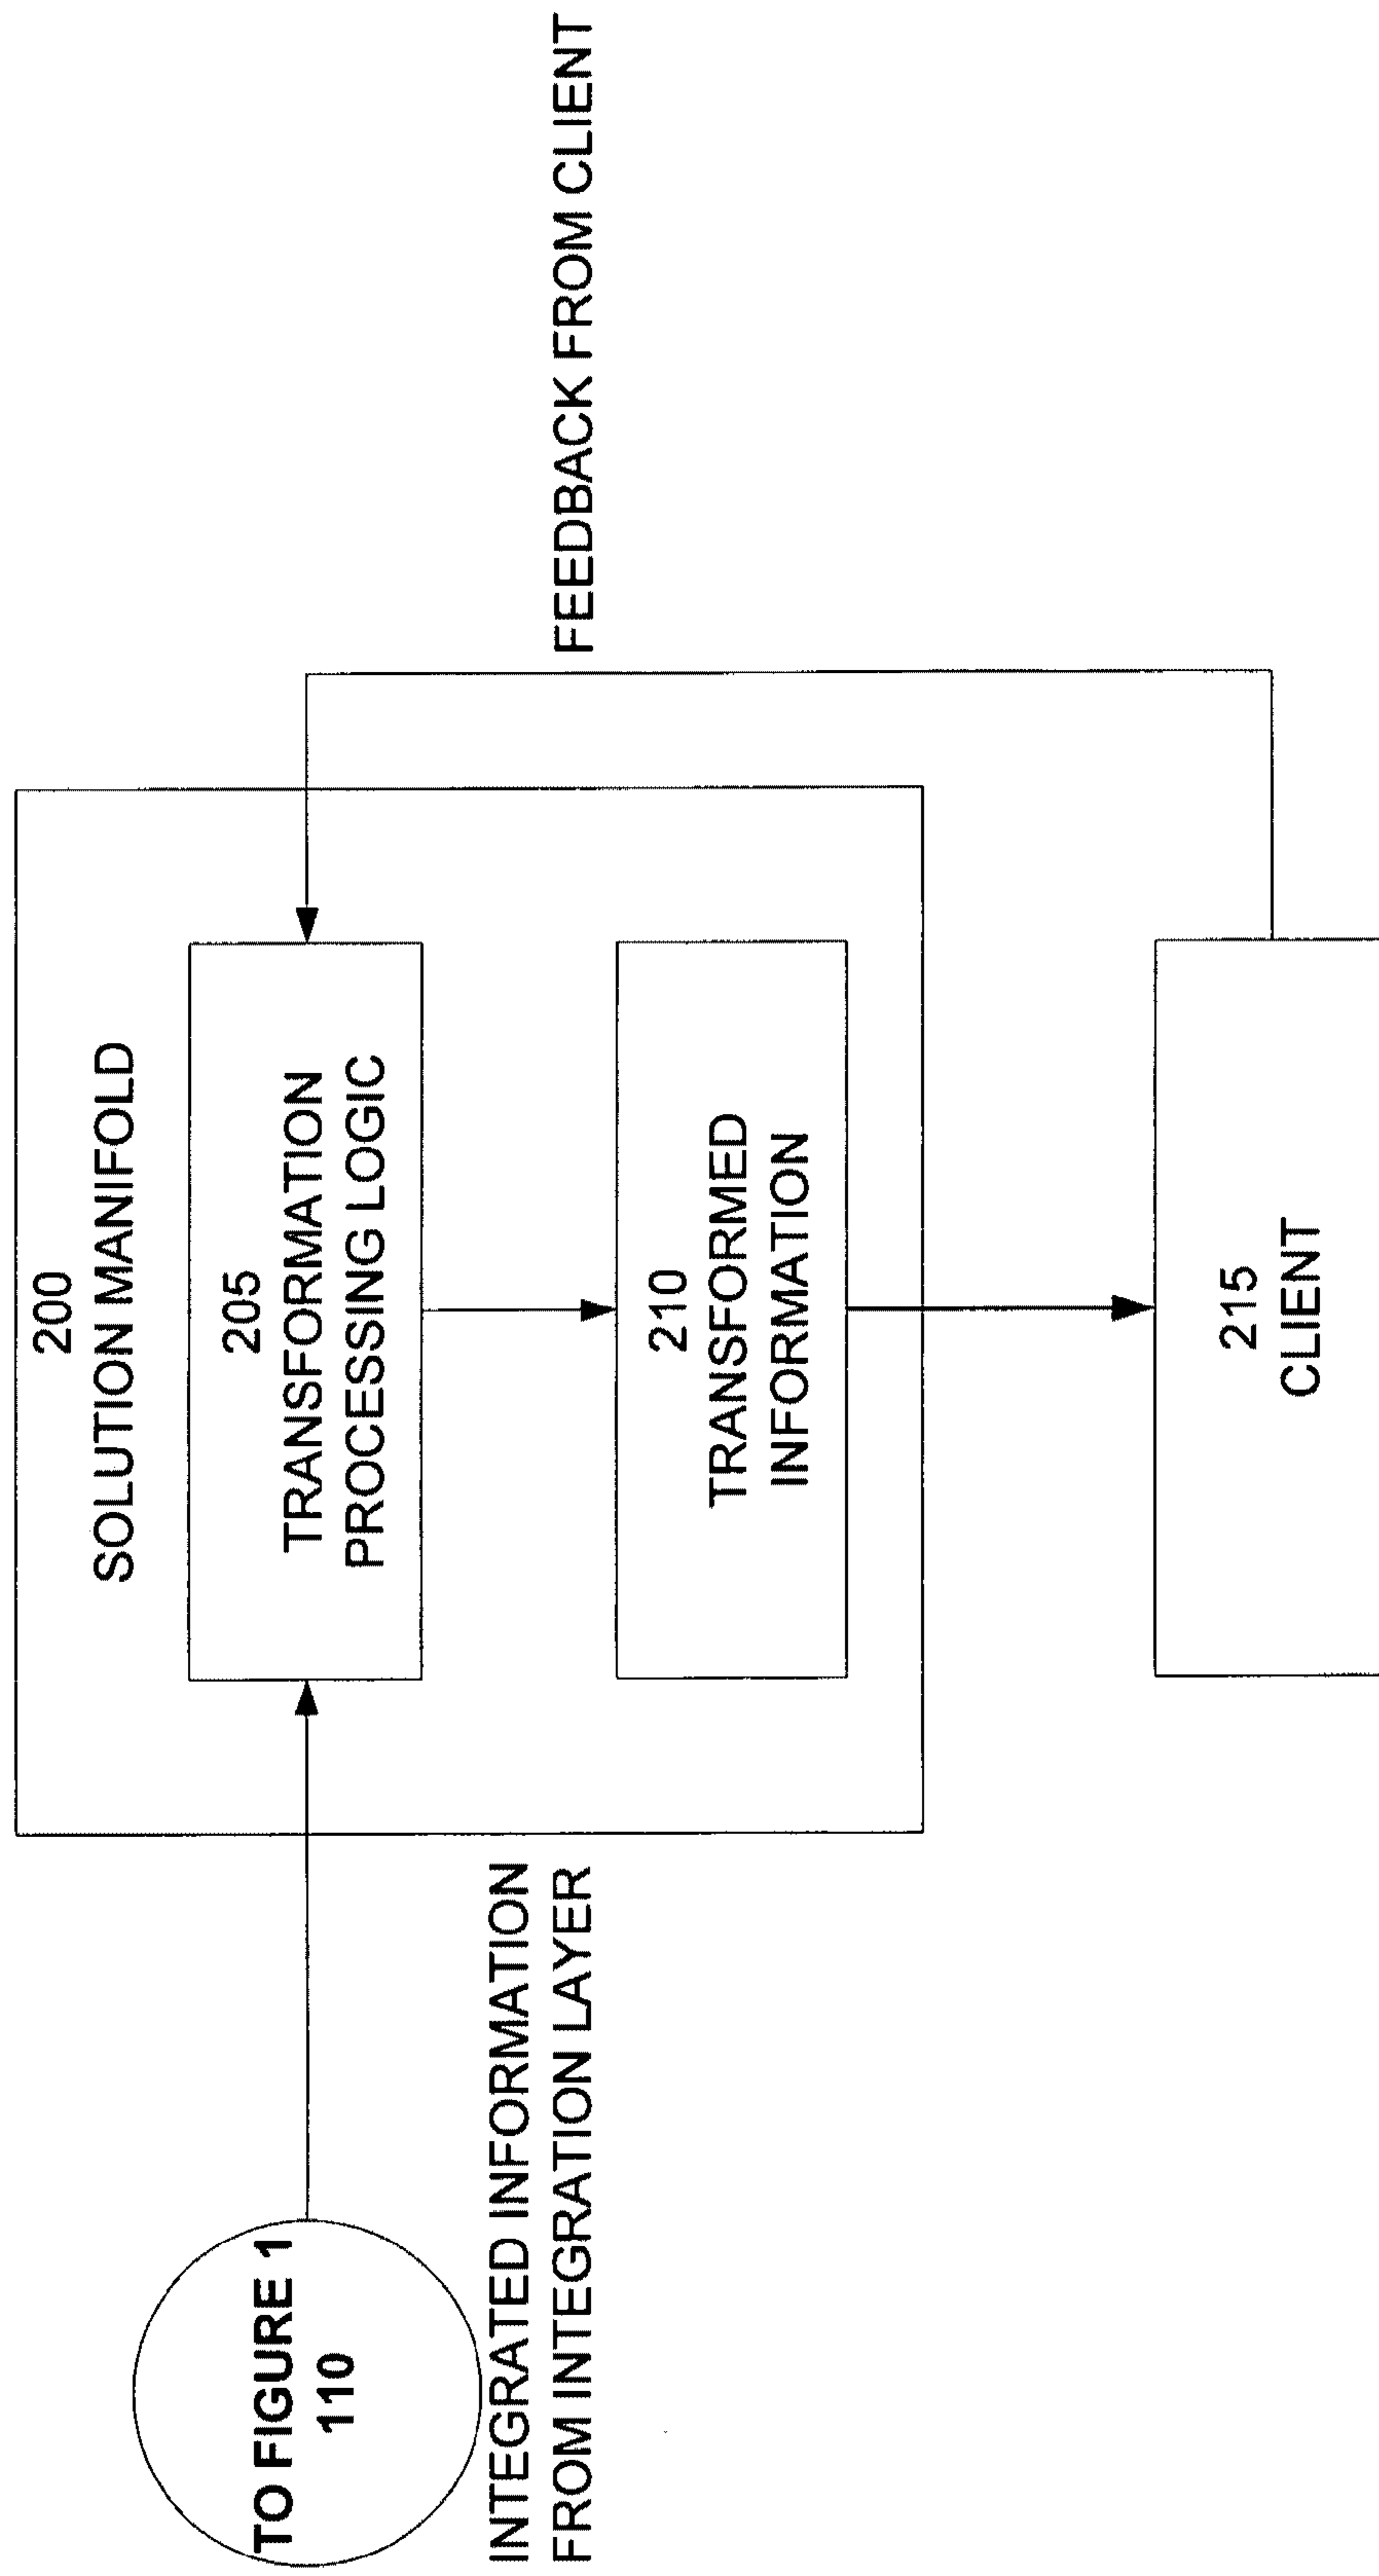 200
SOLUTION MANIFOLD
TO FIGURE 1
110
205
TRANSFORMATION
PROCESSING LOGIC
INTEGRATED INFORMATION
FROM INTEGRATION LAYER
FEEDBACK FROM CLIENT
210
TRANSFORMED
INFORMATION
215
CLIENT